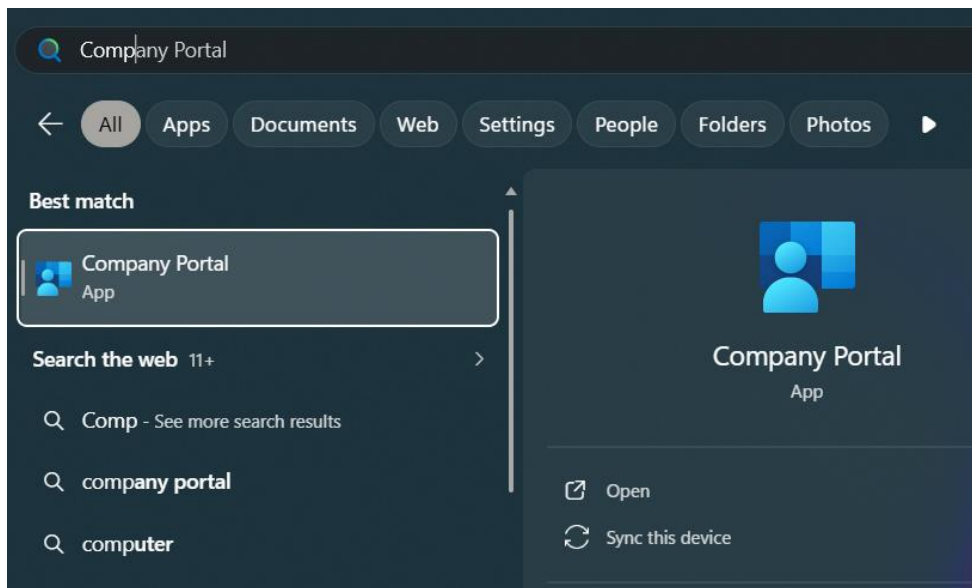 Company Portal
All Apps Documents Web Settings People Folders Photos
Best match
Company Portal
App
Search the web 11+
Comp - See more search results
company portal
computer
Company Portal
App
Open
Sync this device